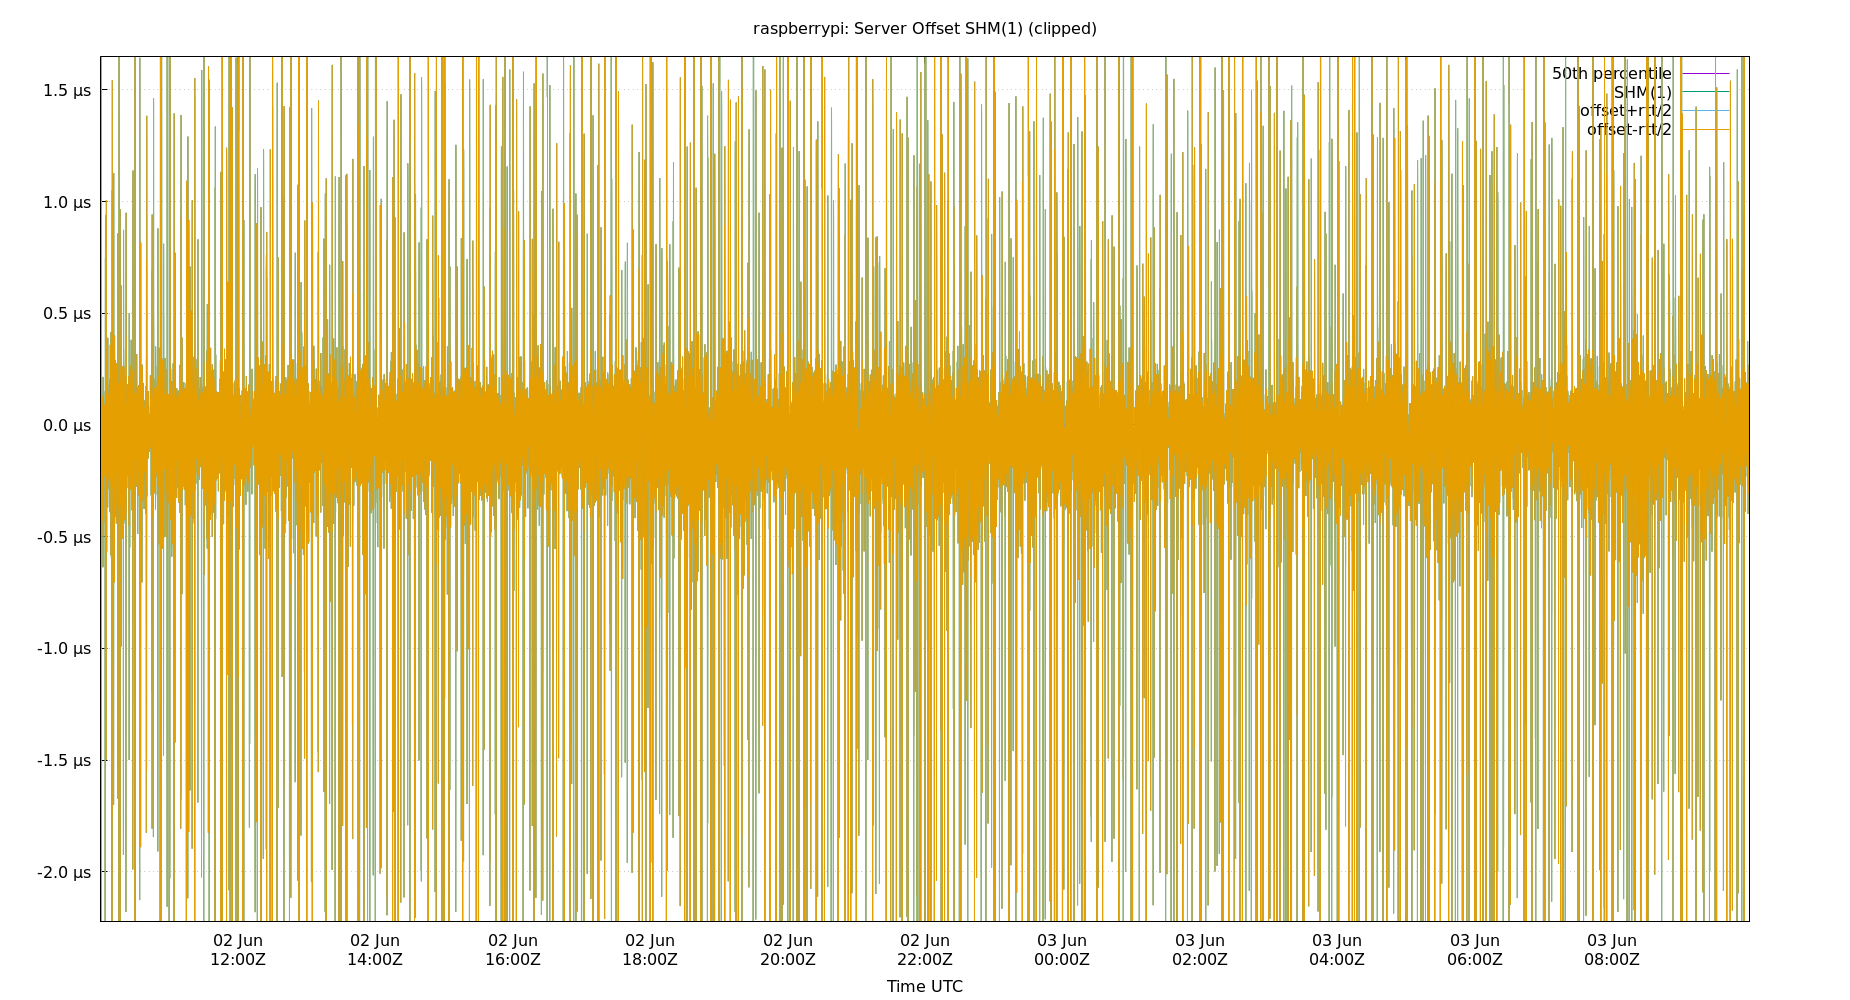 raspberrypi: Server Offset SHM(1) (clipped)
50th percentile
SHM(1)
offset+rtt/2
offset-rtt/2
1.5 µs
1.0 µs
0.5 µs
0.0 µs
-0.5 µs
-1.0 µs
-1.5 µs
-2.0 µs
02 Jun 02 Jun 02 Jun 02 Jun 02 Jun 02 Jun 03 Jun 03 Jun 03 Jun 03 Jun 03 Jun
12:00Z 14:00Z 16:00Z 18:00Z 20:00Z 22:00Z 00:00Z 02:00Z 04:00Z 06:00Z 08:00Z
Time UTC